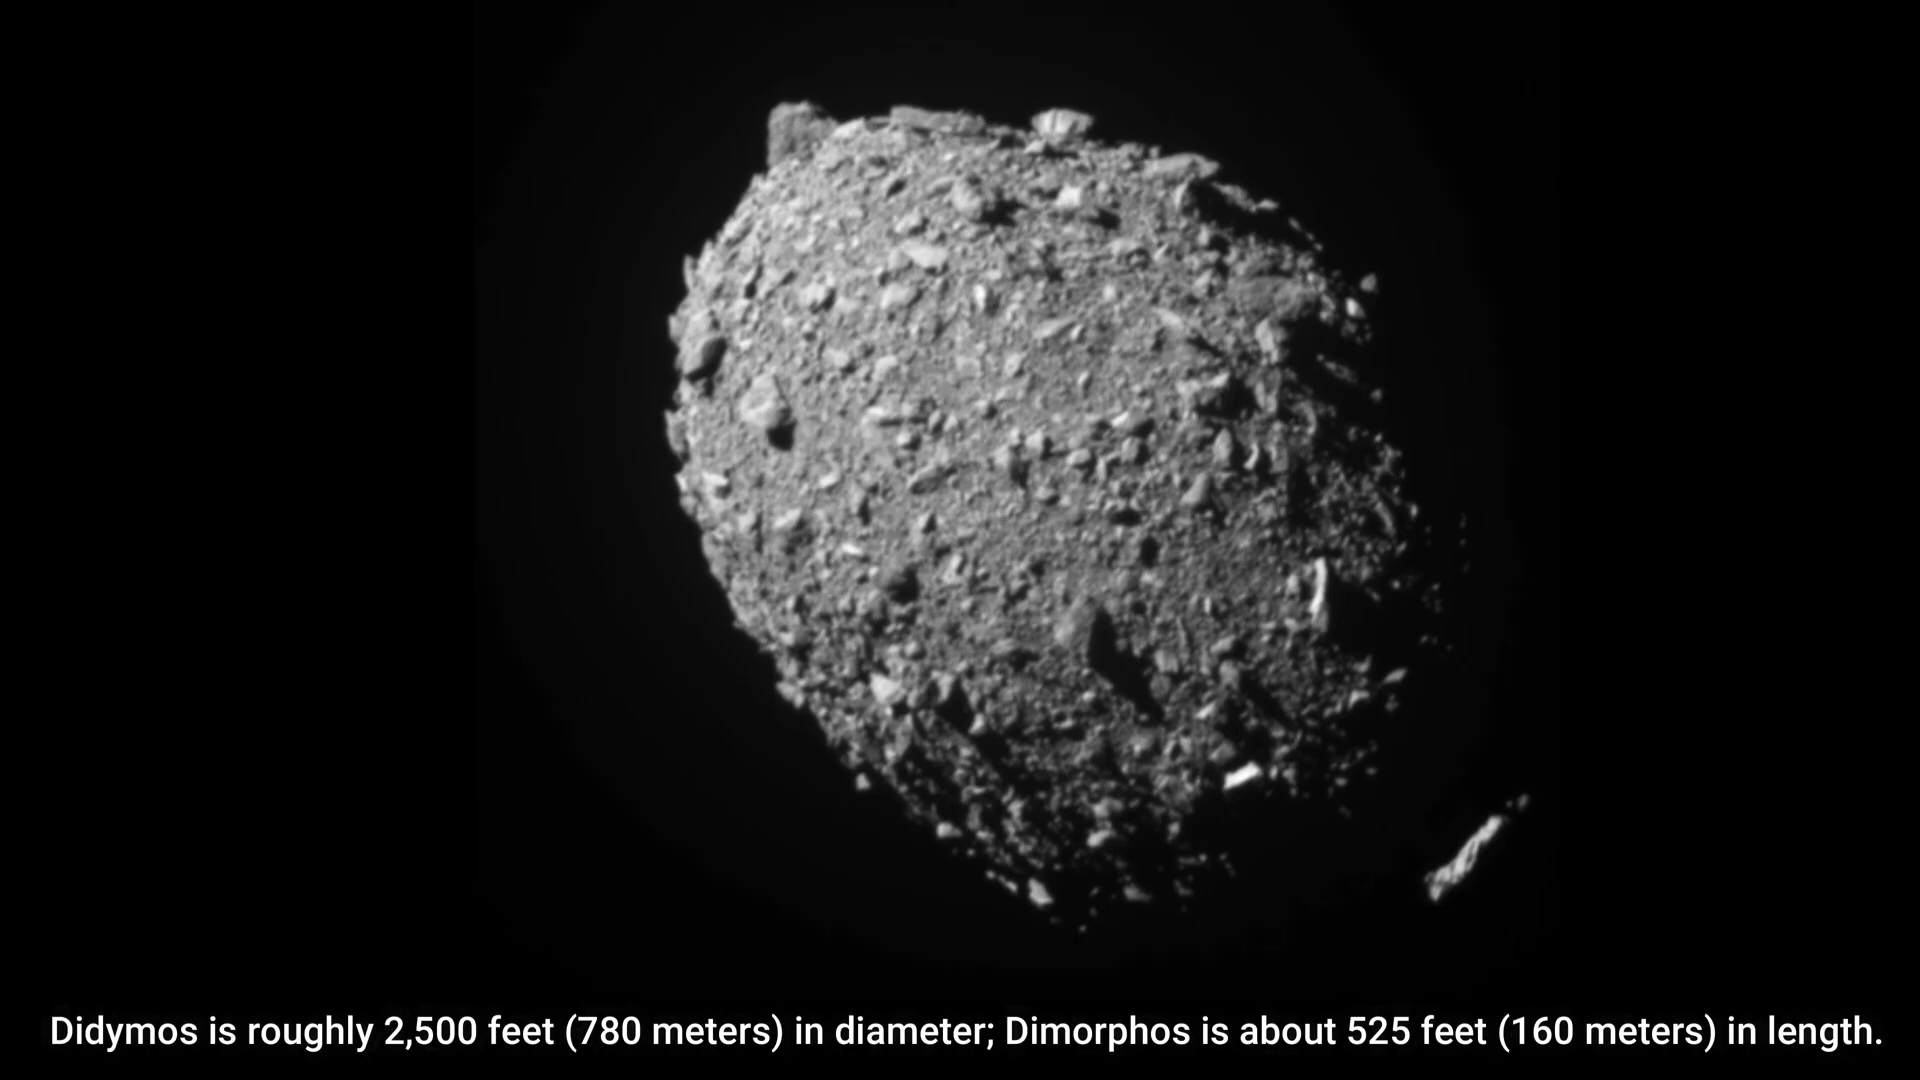 Didymos is roughly 2,500 feet (780 meters) in diameter; Dimorphos is about 525 feet (160 meters) in length.